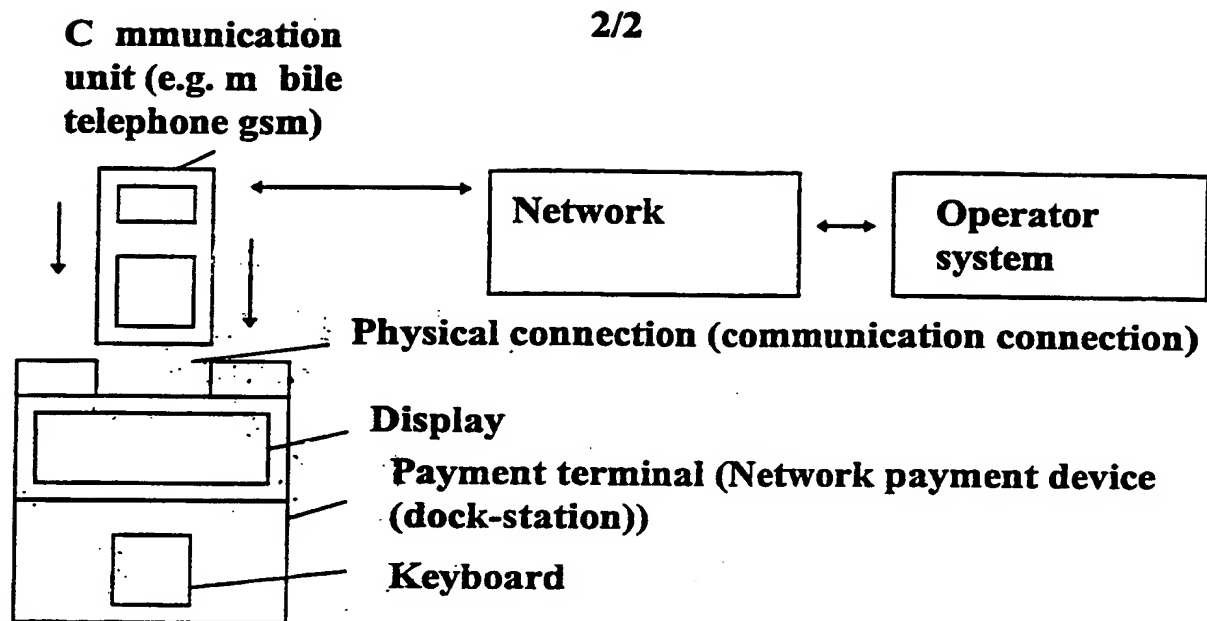 2/2
C mmunication
unit (e.g. m bile
telephone gsm)
Network
Operator
system
Physical connection (communication connection)
Display
Payment terminal (Network payment device
(dock-station))
Keyboard